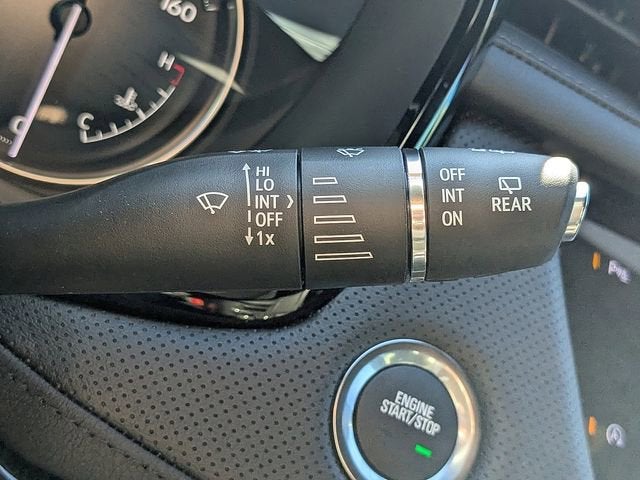 160
H
C
HI
LO
INT
OFF
1x
OFF
INT
ON
REAR
ENGINE
START/STOP